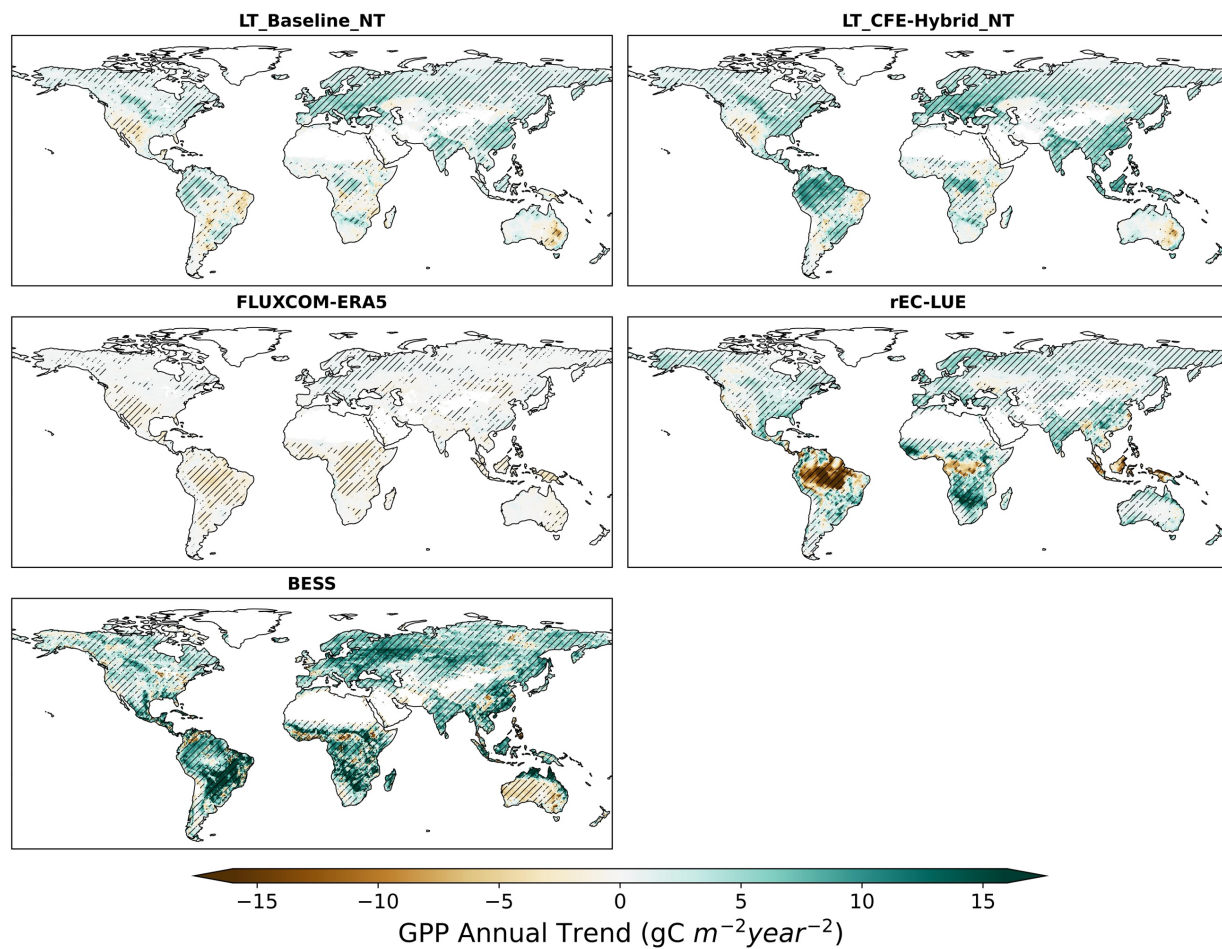 LT_Baseline_NT
LT_CFE-Hybrid_NT
FLUXCOM-ERA5
rEC-LUE
BESS
−15 −10 −5 0 5 10 15
GPP Annual Trend (gC m⁻²year⁻²)